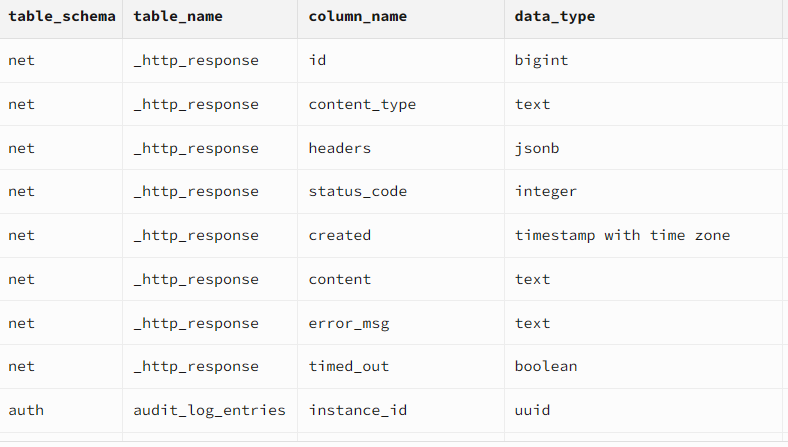 table_schema table_name column_name data_type
net _http_response id bigint
net _http_response content_type text
net _http_response headers jsonb
net _http_response status_code integer
net _http_response created timestamp with time zone
net _http_response content text
net _http_response error_msg text
net _http_response timed_out boolean
auth audit_log_entries instance_id uuid